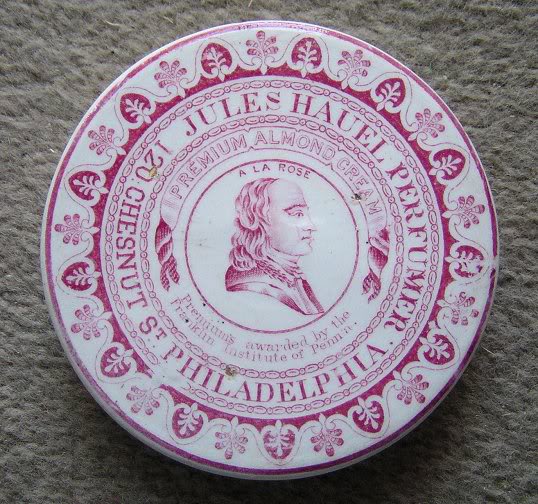 JULES HAUEL PERFUMER.
120 CHESNUT ST PHILADELPHIA.
PREMIUM ALMOND CREAM
A LA ROSE
Premiums awarded by the
Franklin Institute of Penn'a.